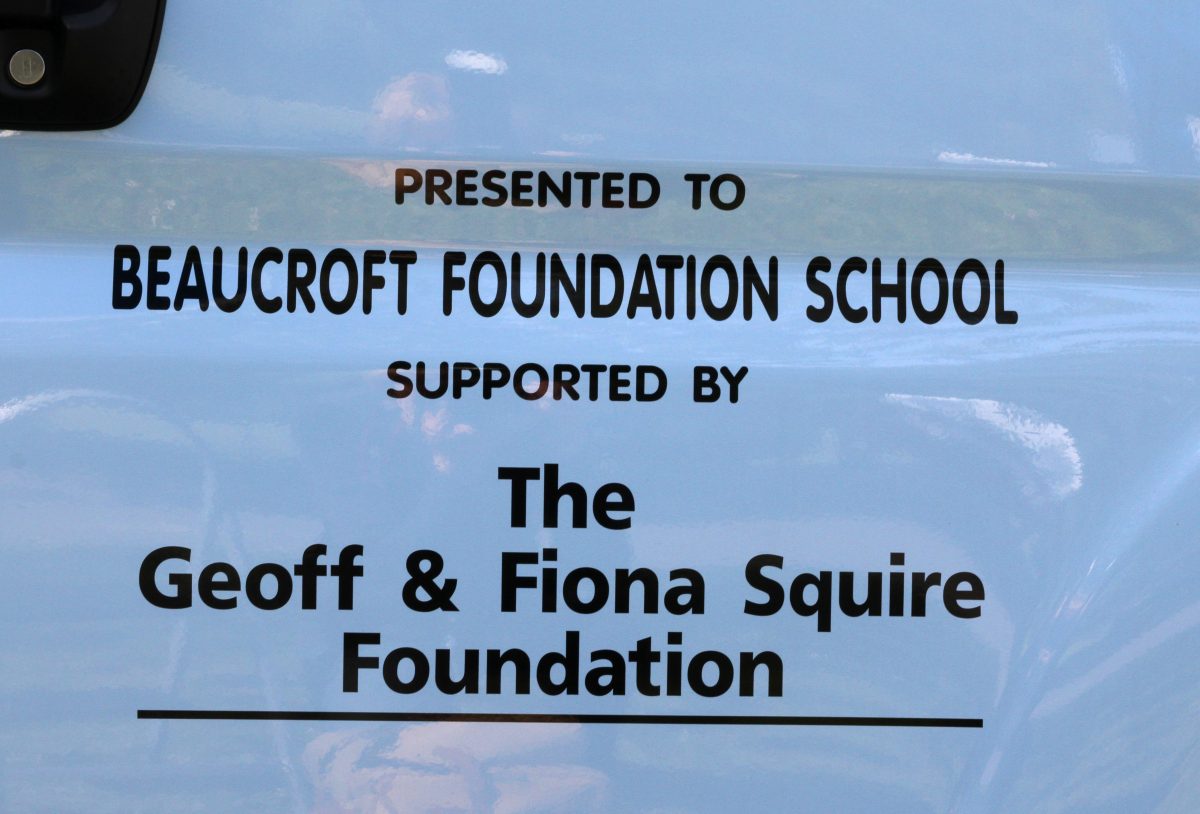 PRESENTED TO
BEAUCROFT FOUNDATION SCHOOL
SUPPORTED BY
The
Geoff & Fiona Squire
Foundation